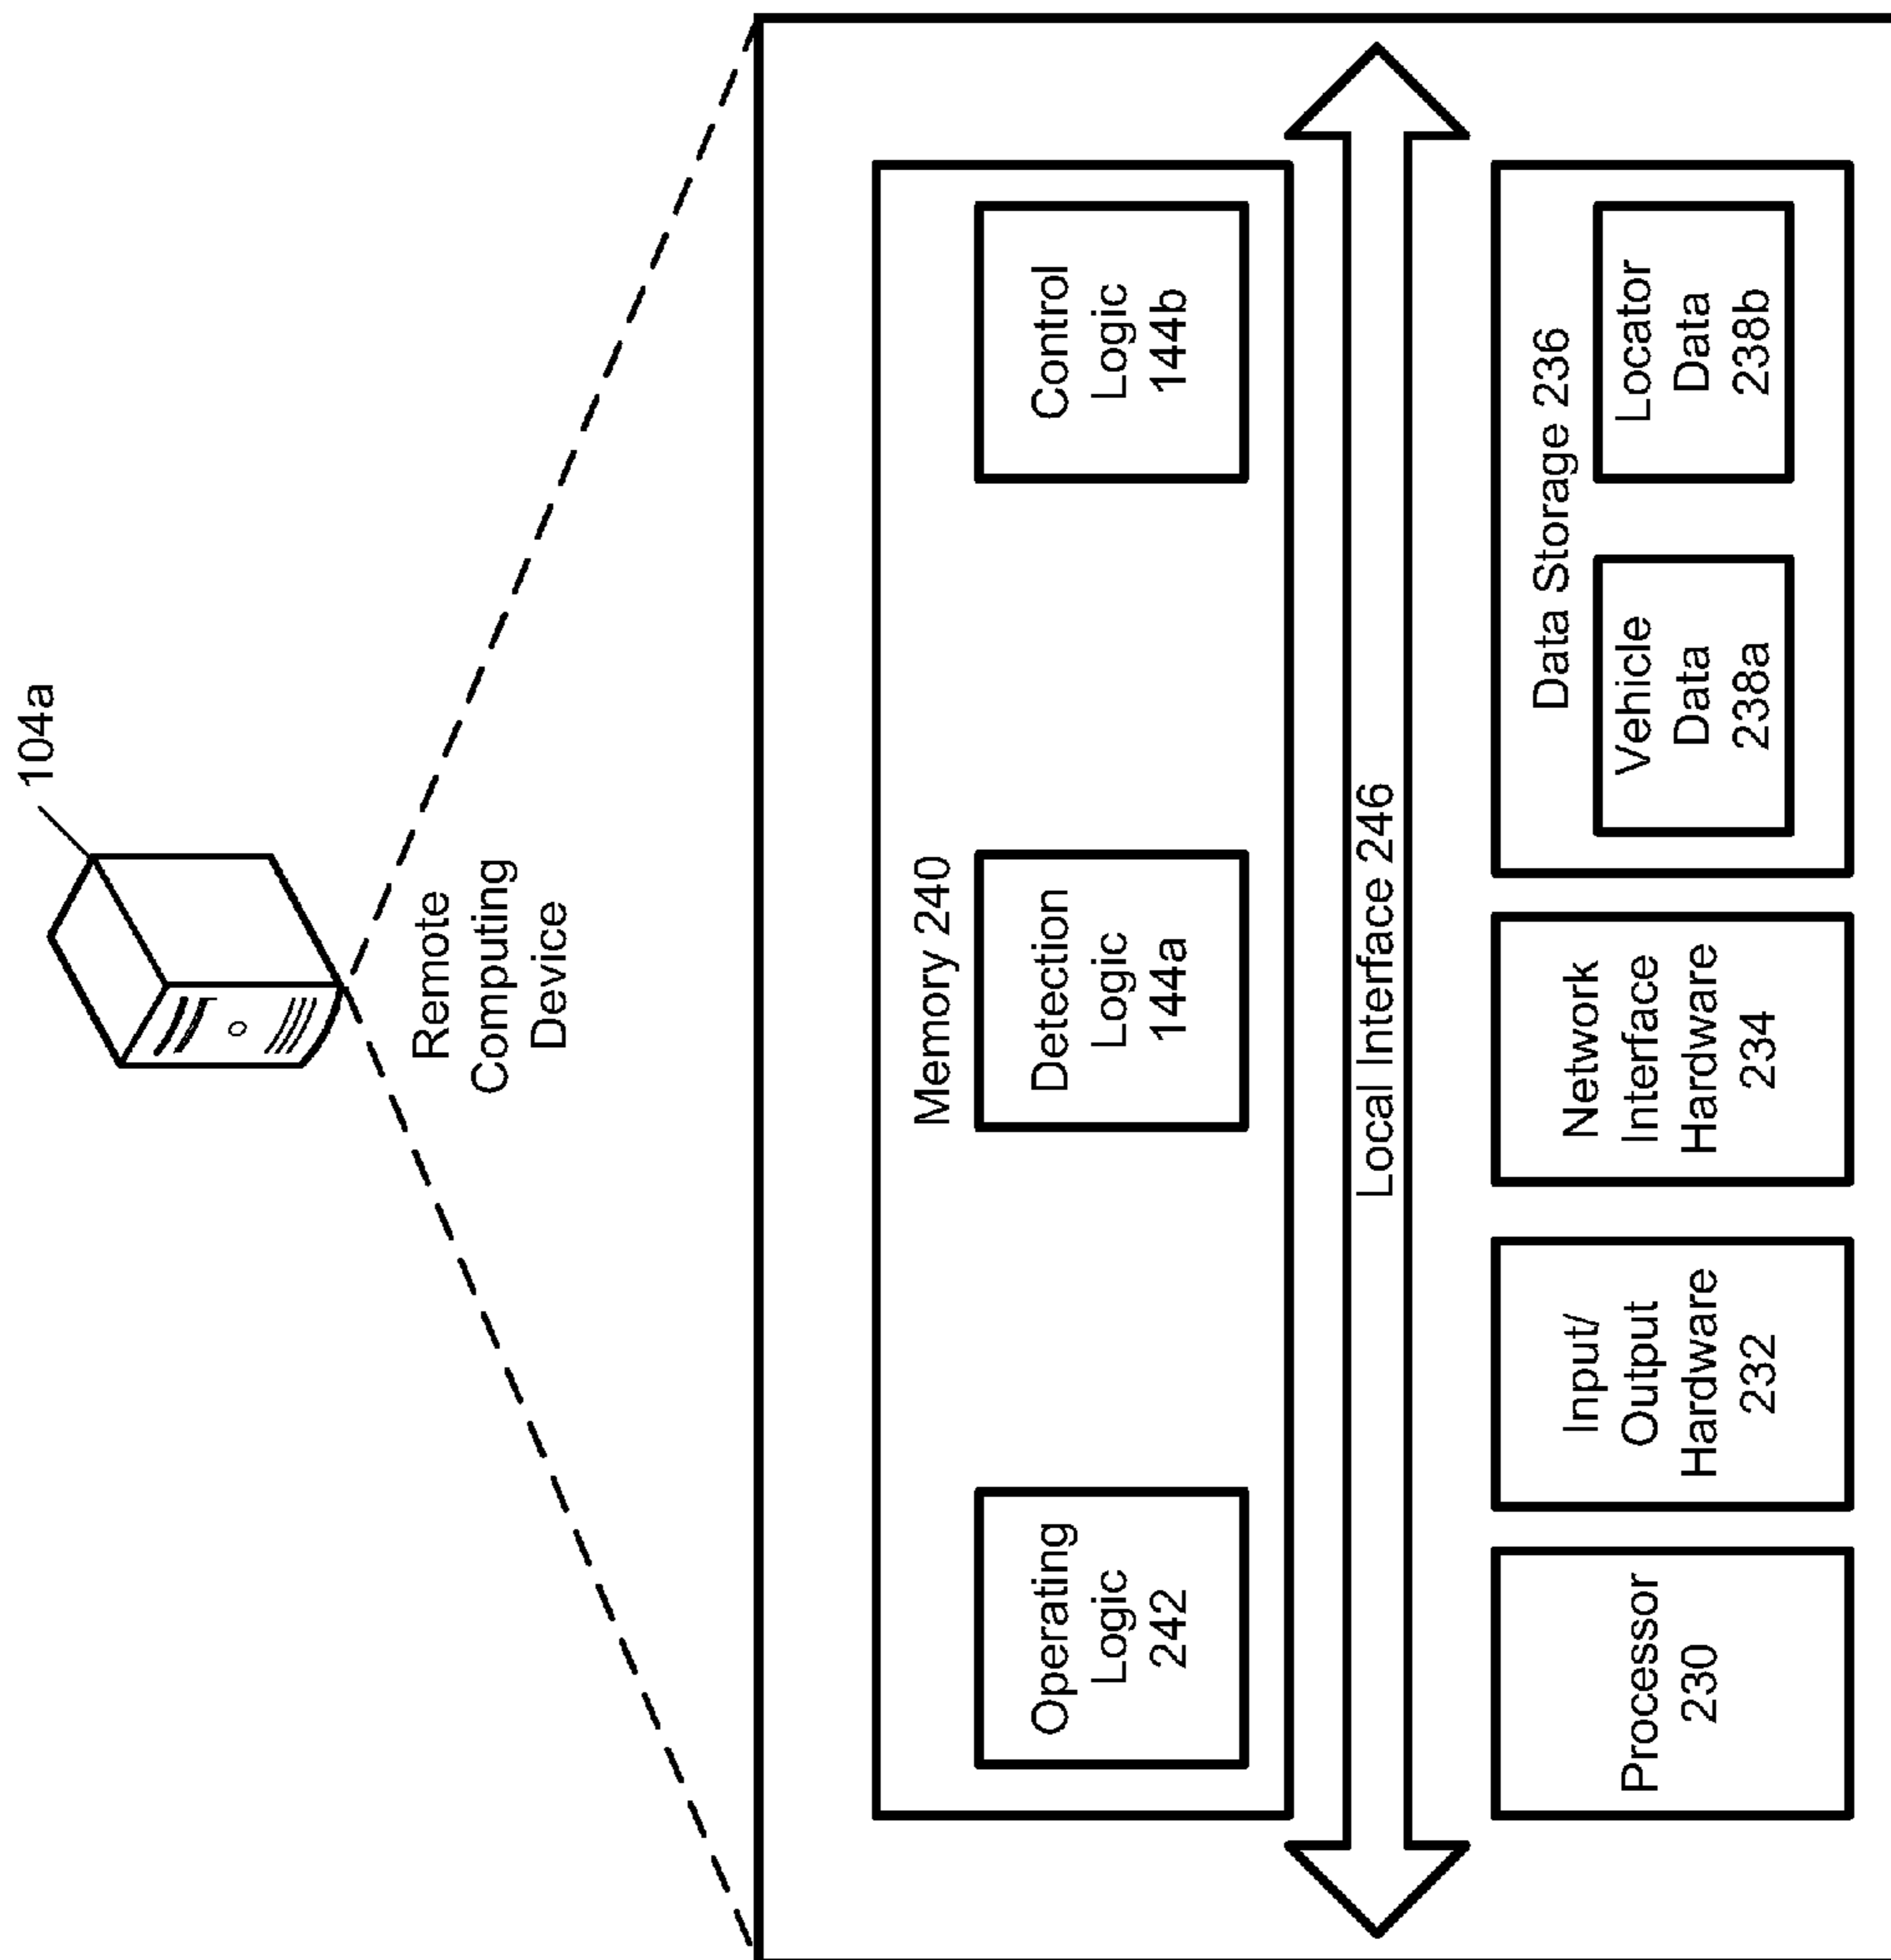 104a
Remote
Computing
Device
Memory 240
Operating
Logic
242
Detection
Logic
144a
Control
Logic
144b
Local Interface 246
Processor
230
Input/
Output
Hardware
232
Network
Interface
Hardware
234
Data Storage 236
Vehicle
Data
238a
Locator
Data
238b